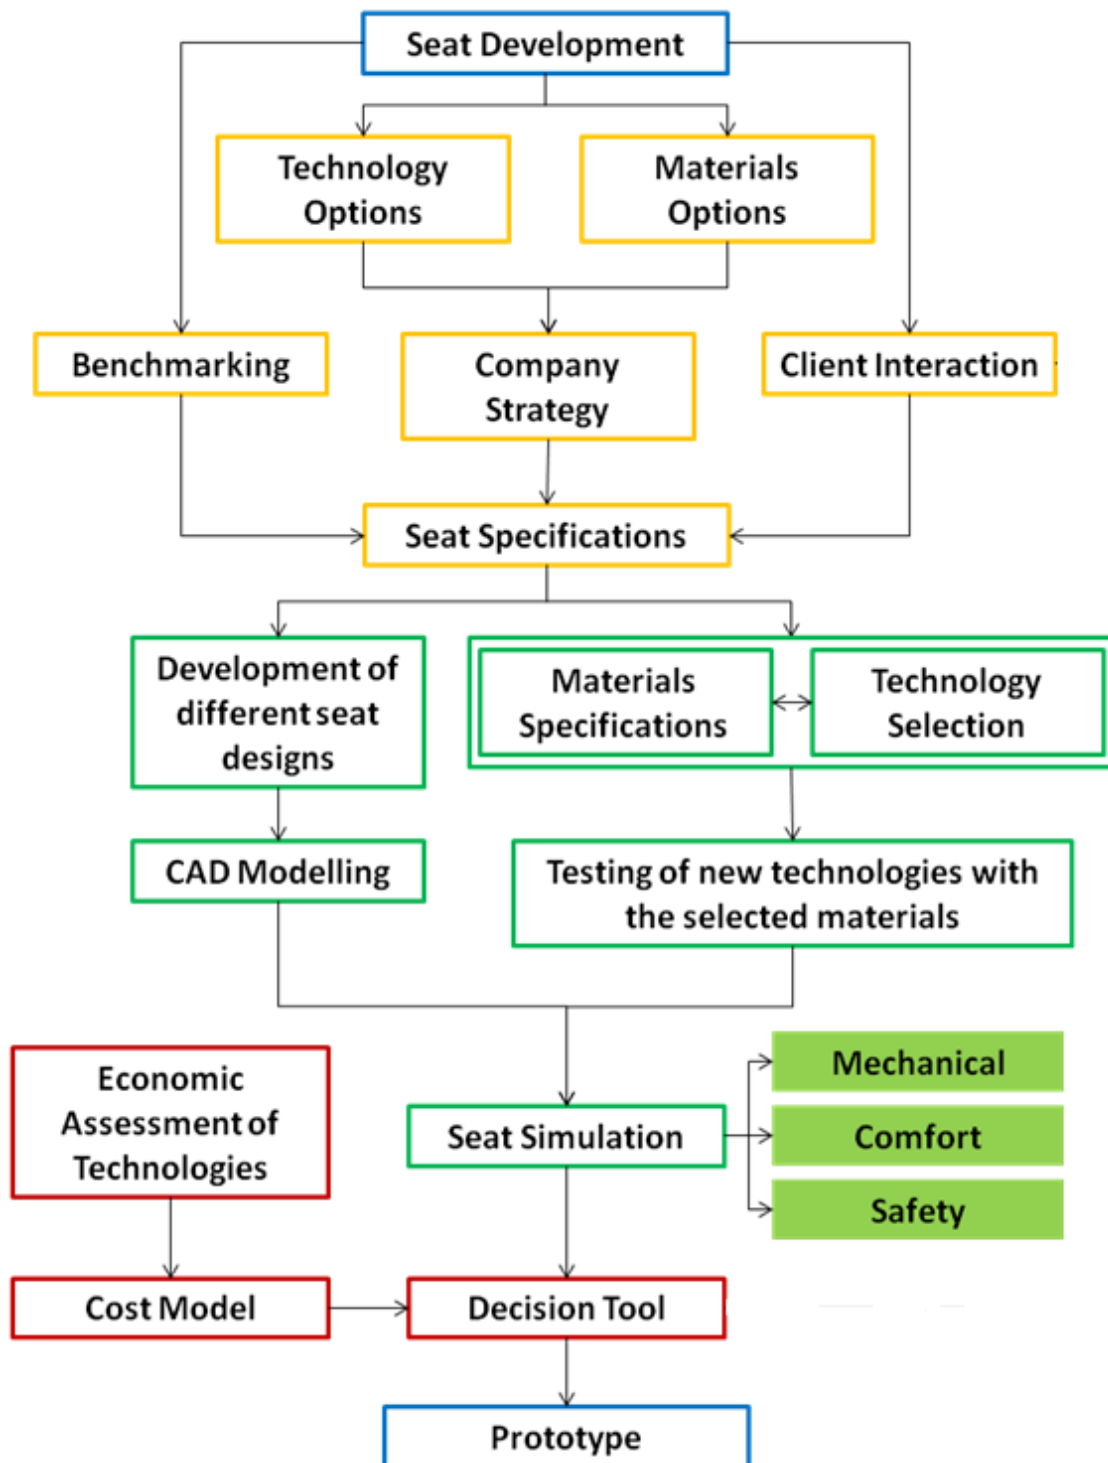 Seat Development
Technology
Options
Materials
Options
Benchmarking
Company
Strategy
Client Interaction
Seat Specifications
Development of
different seat
designs
Materials
Specifications
Technology
Selection
CAD Modelling
Testing of new technologies with
the selected materials
Economic
Assessment of
Technologies
Seat Simulation
Mechanical
Comfort
Safety
Cost Model
Decision Tool
Prototype